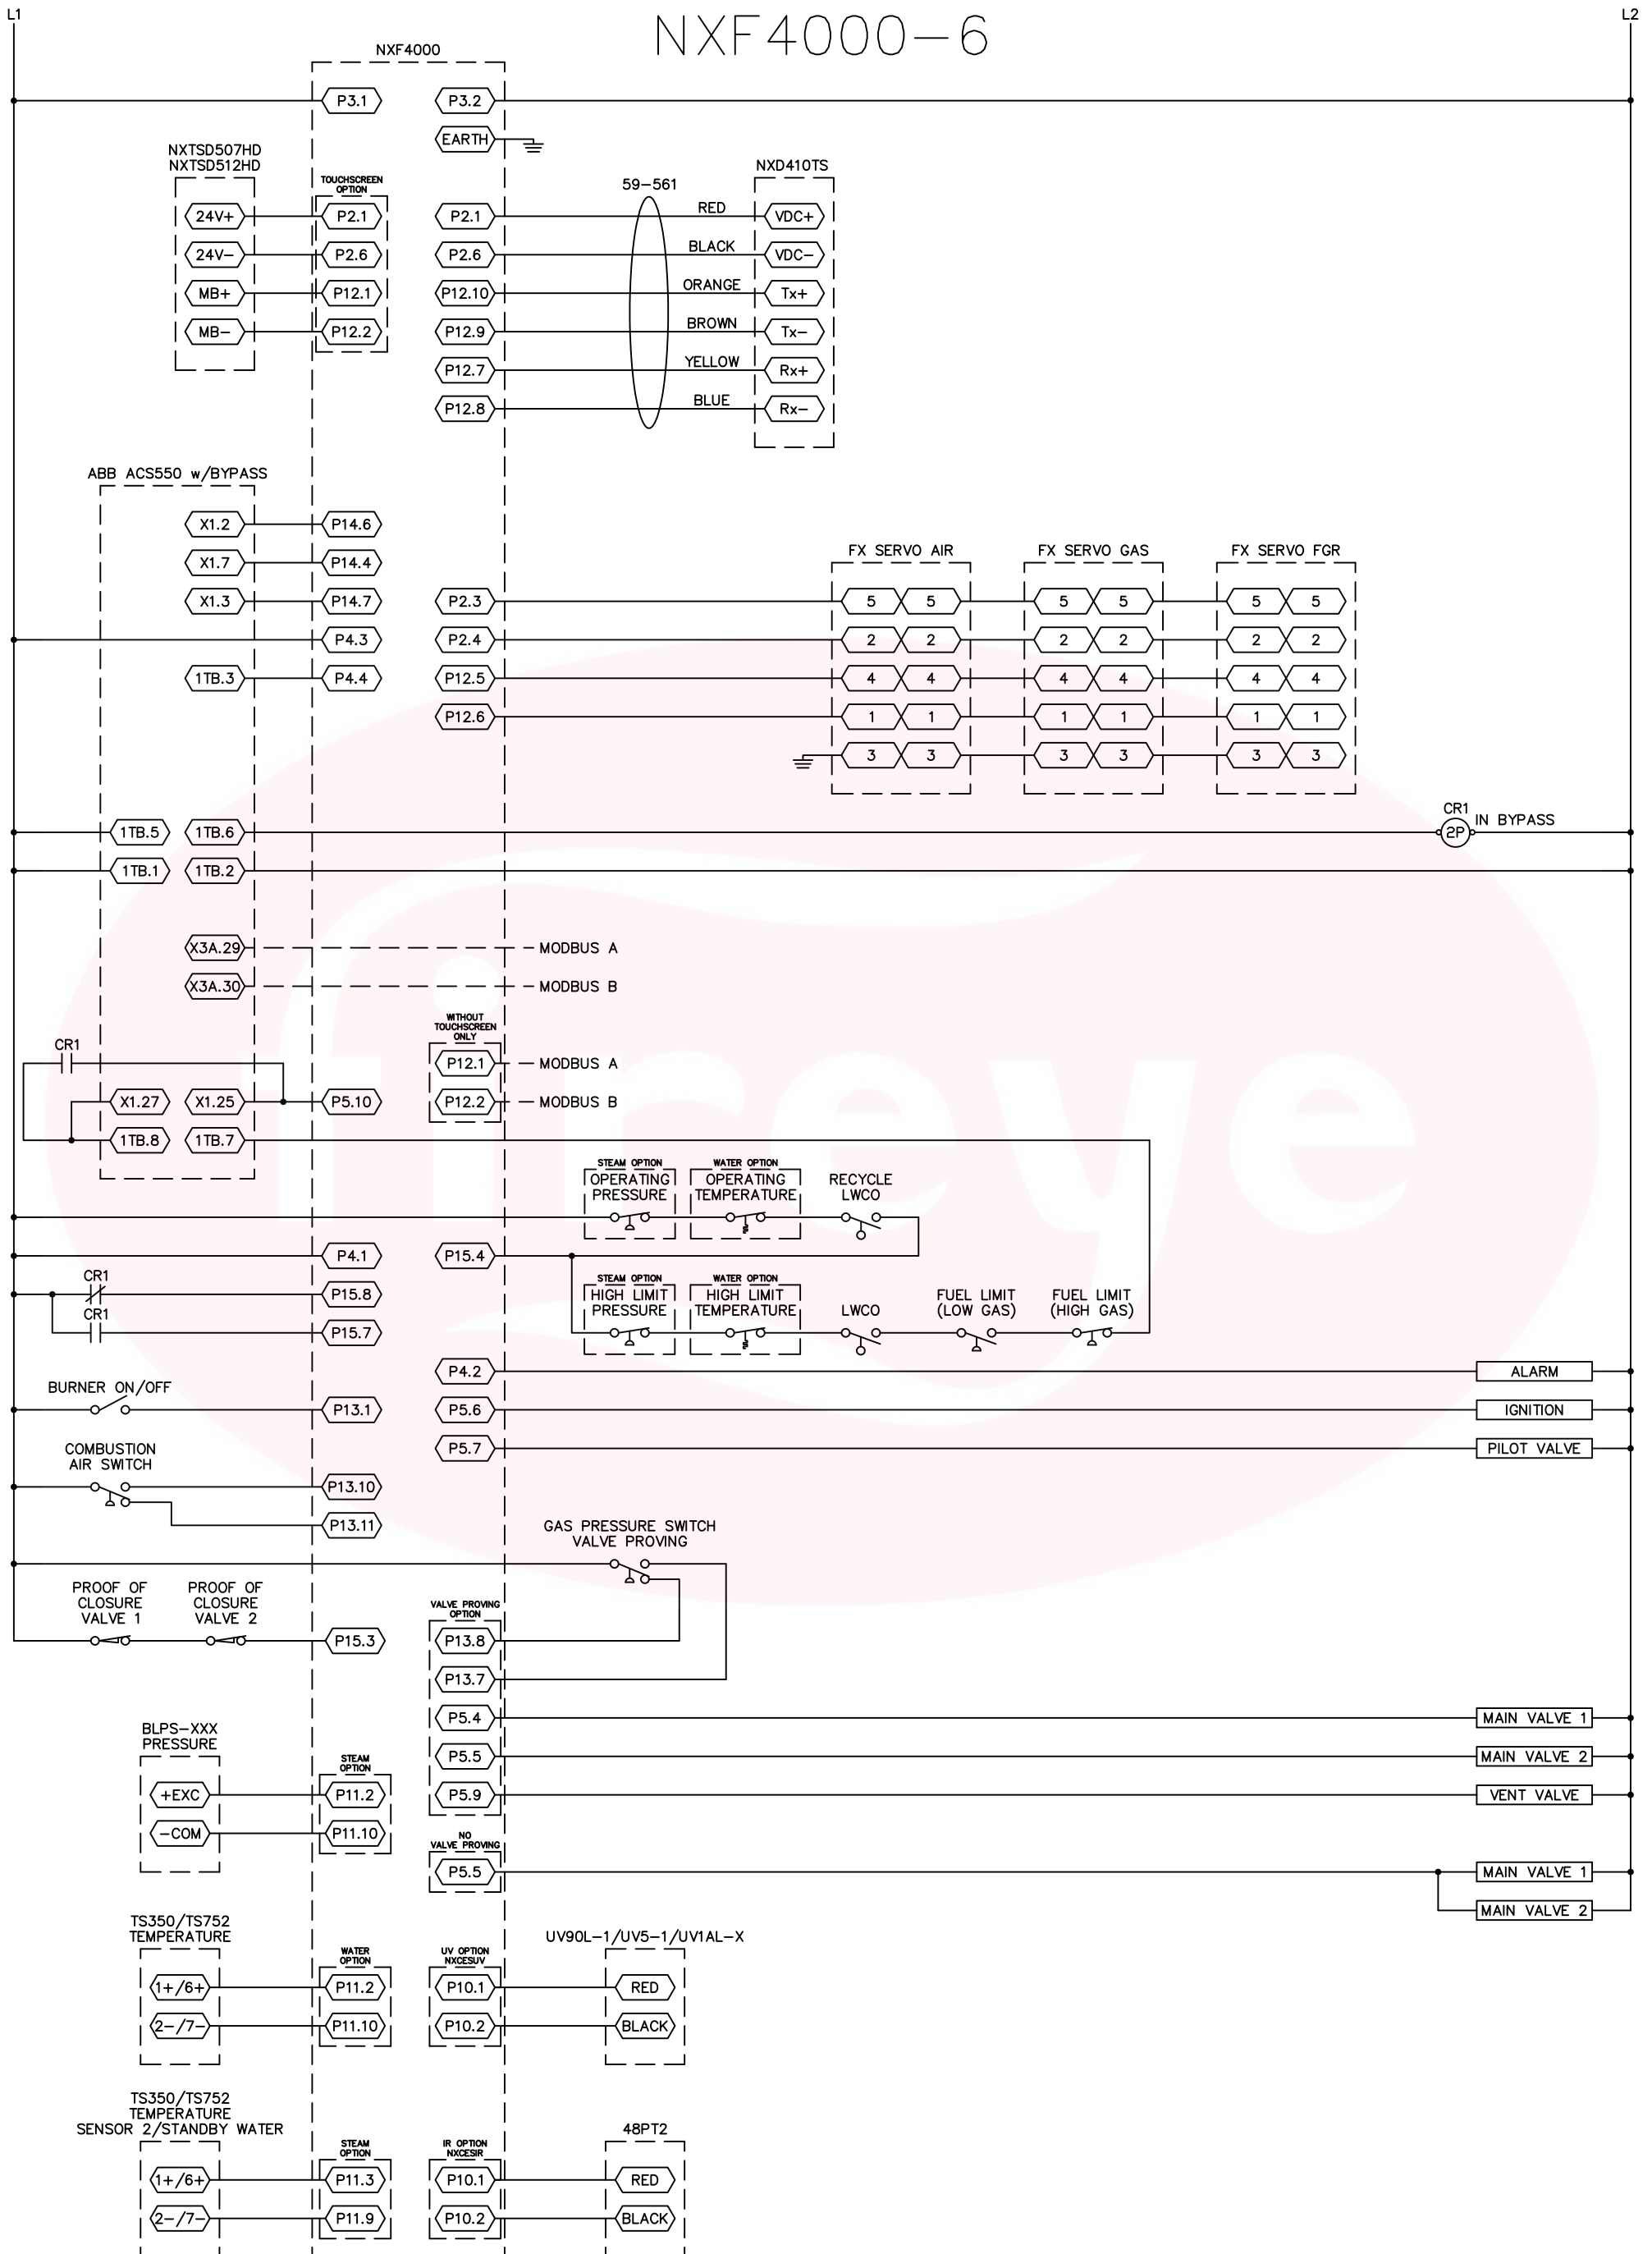 L1
L2
NXF4000-6
NXF4000
P3.1
P3.2
EARTH
NXTSD507HD
NXTSD512HD
TOUCHSCREEN
OPTION
59-561
NXD410TS
24V+
P2.1
P2.1
RED
VDC+
24V-
P2.6
P2.6
BLACK
VDC-
MB+
P12.1
P12.10
ORANGE
Tx+
MB-
P12.2
P12.9
BROWN
Tx-
P12.7
YELLOW
Rx+
P12.8
BLUE
Rx-
ABB ACS550 w/BYPASS
X1.2
P14.6
X1.7
P14.4
FX SERVO AIR
FX SERVO GAS
FX SERVO FGR
X1.3
P14.7
P2.3
5 5 5 5 5 5
P4.3
P2.4
2 2 2 2 2 2
1TB.3
P4.4
P12.5
4 4 4 4 4 4
P12.6
1 1 1 1 1 1
3 3 3 3 3 3
1TB.5
1TB.6
CR1
2P
IN BYPASS
1TB.1
1TB.2
X3A.29
MODBUS A
X3A.30
MODBUS B
WITHOUT
TOUCHSCREEN
ONLY
CR1
P12.1
MODBUS A
X1.27
X1.25
P5.10
P12.2
MODBUS B
1TB.8
1TB.7
fireye
STEAM OPTION
OPERATING
PRESSURE
WATER OPTION
OPERATING
TEMPERATURE
RECYCLE
LWCO
P4.1
P15.4
CR1
P15.8
CR1
P15.7
STEAM OPTION
HIGH LIMIT
PRESSURE
WATER OPTION
HIGH LIMIT
TEMPERATURE
LWCO
FUEL LIMIT
(LOW GAS)
FUEL LIMIT
(HIGH GAS)
P4.2
ALARM
BURNER ON/OFF
P13.1
P5.6
IGNITION
P5.7
PILOT VALVE
COMBUSTION
AIR SWITCH
P13.10
P13.11
GAS PRESSURE SWITCH
VALVE PROVING
PROOF OF
CLOSURE
VALVE 1
PROOF OF
CLOSURE
VALVE 2
P15.3
VALVE PROVING
OPTION
P13.8
P13.7
P5.4
MAIN VALVE 1
P5.5
MAIN VALVE 2
P5.9
VENT VALVE
BLPS-XXX
PRESSURE
STEAM
OPTION
+EXC
P11.2
-COM
P11.10
NO
VALVE PROVING
P5.5
MAIN VALVE 1
MAIN VALVE 2
TS350/TS752
TEMPERATURE
WATER
OPTION
UV OPTION
NXCESUV
UV90L-1/UV5-1/UV1AL-X
1+/6+
P11.2
P10.1
RED
2-/7-
P11.10
P10.2
BLACK
TS350/TS752
TEMPERATURE
SENSOR 2/STANDBY WATER
STEAM
OPTION
IR OPTION
NXCESIR
48PT2
1+/6+
P11.3
P10.1
RED
2-/7-
P11.9
P10.2
BLACK